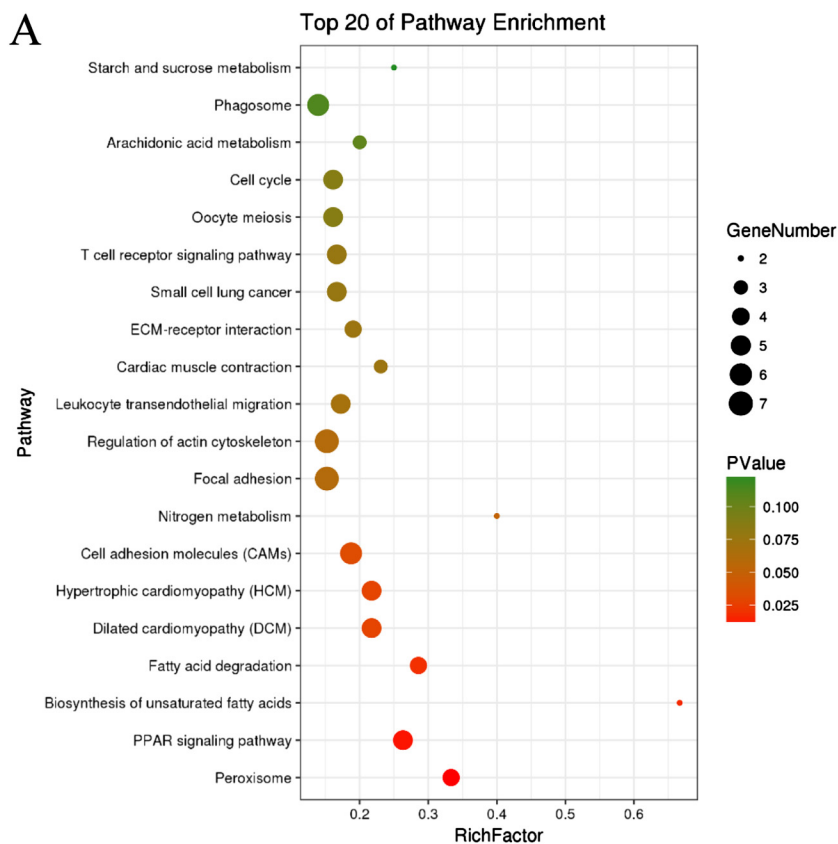 A
Top 20 of Pathway Enrichment
Starch and sucrose metabolism
Phagosome
Arachidonic acid metabolism
Cell cycle
Oocyte meiosis
T cell receptor signaling pathway
Small cell lung cancer
ECM-receptor interaction
Cardiac muscle contraction
Leukocyte transendothelial migration
Regulation of actin cytoskeleton
Focal adhesion
Nitrogen metabolism
Cell adhesion molecules (CAMs)
Hypertrophic cardiomyopathy (HCM)
Dilated cardiomyopathy (DCM)
Fatty acid degradation
Biosynthesis of unsaturated fatty acids
PPAR signaling pathway
Peroxisome
Pathway
0.2 0.3 0.4 0.5 0.6
RichFactor
GeneNumber
2
3
4
5
6
7
PValue
0.100
0.075
0.050
0.025